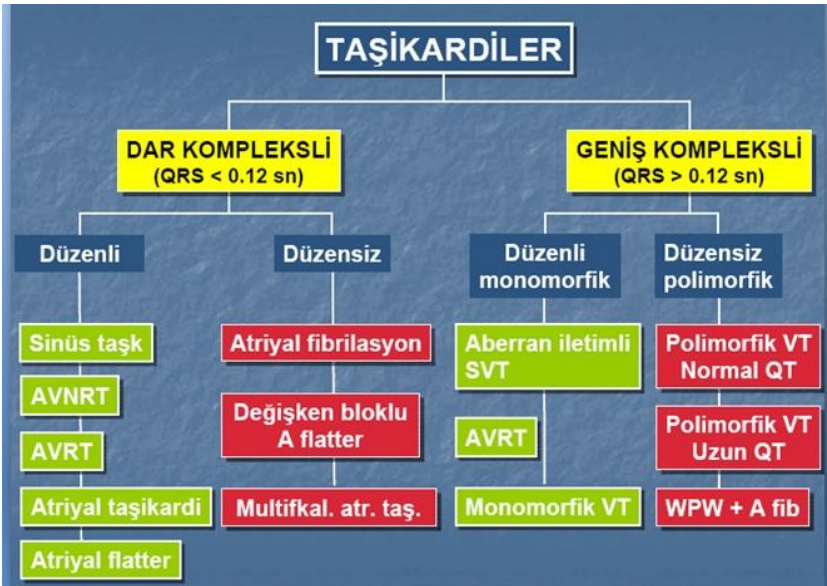 TAŞİKARDİLER
DAR KOMPLEKSLİ
(QRS < 0.12 sn)
GENİŞ KOMPLEKSLİ
(QRS > 0.12 sn)
Düzenli
Düzensiz
Düzenli
monomorfik
Düzensiz
polimorfik
Sinüs taşk
AVNRT
AVRT
Atriyal taşikardi
Atriyal flatter
Atriyal fibrilasyon
Değişken bloklu
A flatter
Multifkal. atr. taş.
Aberran iletimli
SVT
AVRT
Monomorfik VT
Polimorfik VT
Normal QT
Polimorfik VT
Uzun QT
WPW + A fib